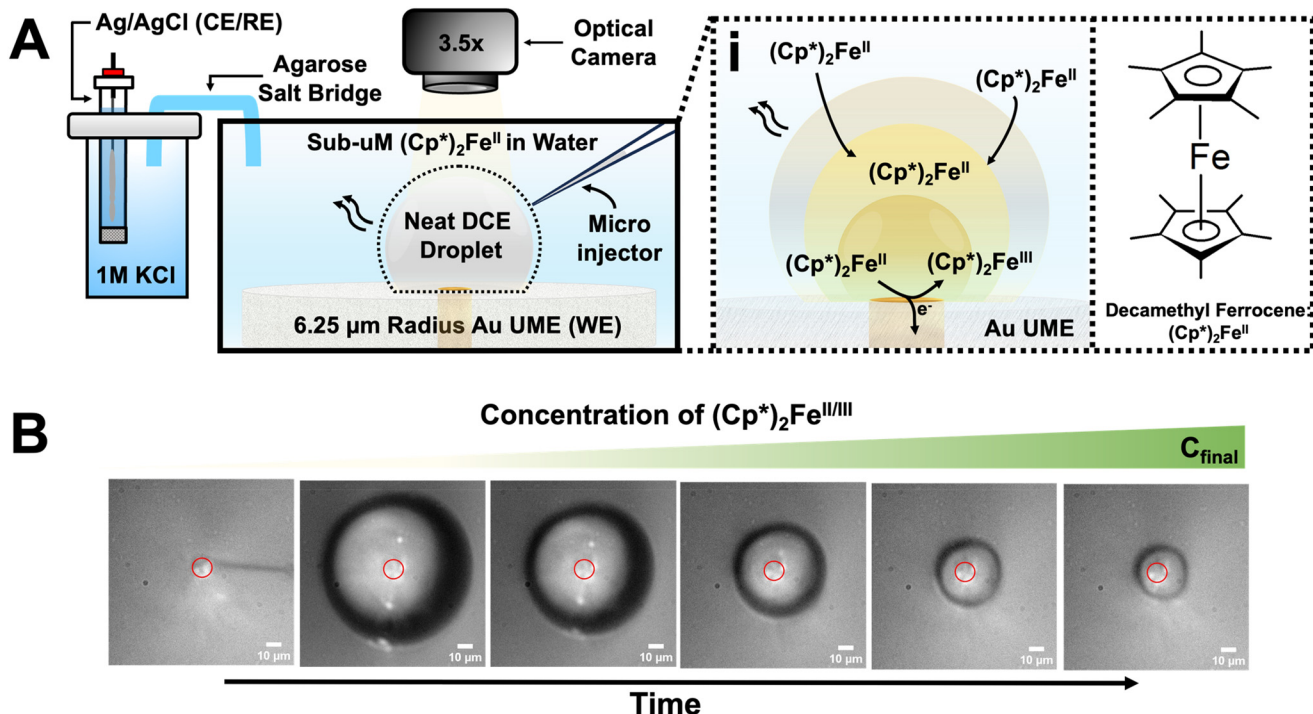 A
Ag/AgCl (CE/RE)
Agarose
Salt Bridge
1M KCl
3.5x
Optical
Camera
Sub-uM (Cp*)₂Feᴵᴵ in Water
Neat DCE
Droplet
Micro
injector
6.25 µm Radius Au UME (WE)
i
(Cp*)₂Feᴵᴵ
(Cp*)₂Feᴵᴵ
(Cp*)₂Feᴵᴵ
(Cp*)₂Feᴵᴵ
(Cp*)₂Feᴵᴵᴵ
e⁻
Au UME
Fe
Decamethyl Ferrocene:
(Cp*)₂Feᴵᴵ
B
Concentration of (Cp*)₂Feᴵᴵ/ᴵᴵᴵ
C_final
10 µm
10 µm
10 µm
10 µm
10 µm
10 µm
Time